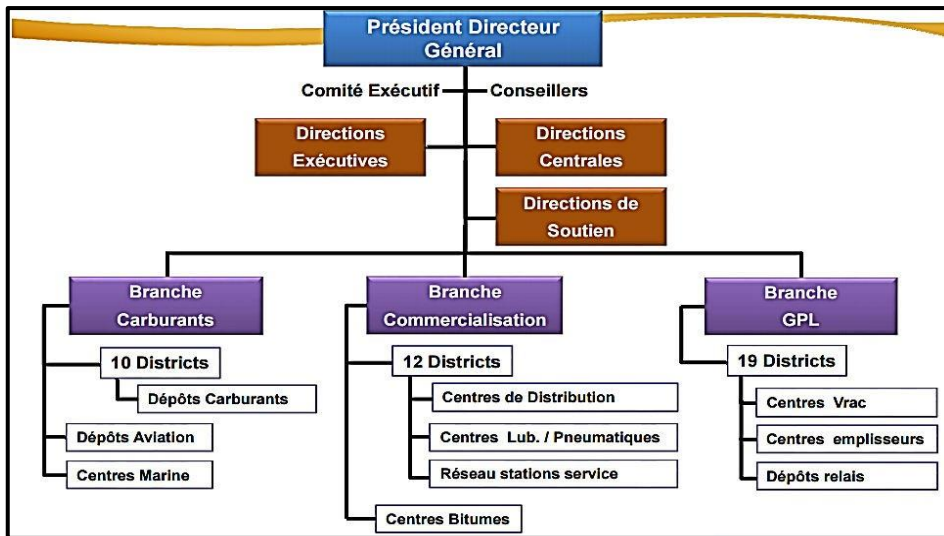 Président Directeur
Général
Comité Exécutif
Conseillers
Directions
Exécutives
Directions
Centrales
Directions de
Soutien
Branche
Carburants
10 Districts
Dépôts Carburants
Dépôts Aviation
Centres Marine
Branche
Commercialisation
12 Districts
Centres de Distribution
Centres Lub. / Pneumatiques
Réseau stations service
Centres Bitumes
Branche
GPL
19 Districts
Centres Vrac
Centres emplisseurs
Dépôts relais